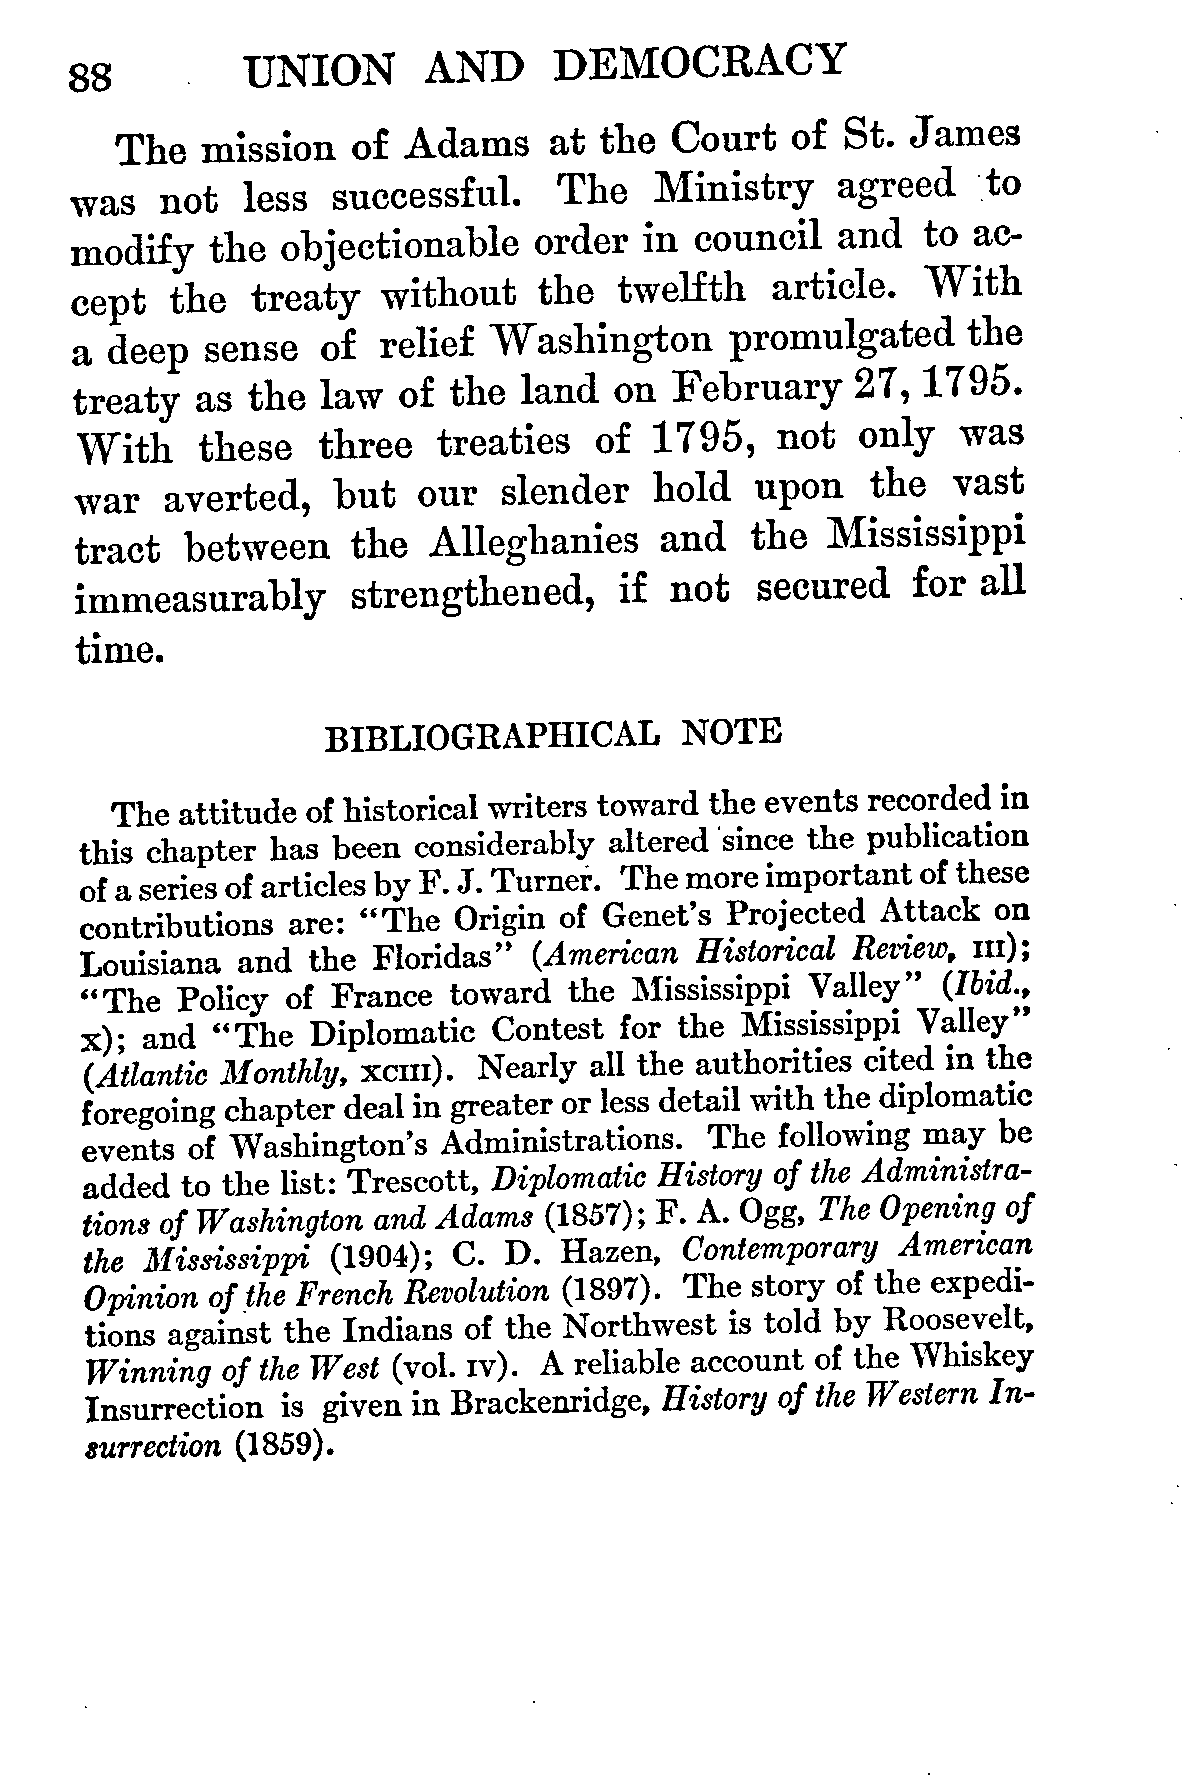 88 UNION AND DEMOCRACY
The mission of Adams at the Court of St. James
was not less successful. The Ministry agreed to
modify the objectionable order in council and to ac-
cept the treaty without the twelfth article. With
a deep sense of relief Washington promulgated the
treaty as the law of the land on February 27, 1795.
With these three treaties of 1795, not only was
war averted, but our slender hold upon the vast
tract between the Alleghanies and the Mississippi
immeasurably strengthened, if not secured for all
time.
BIBLIOGRAPHICAL NOTE
The attitude of historical writers toward the events recorded in
this chapter has been considerably altered since the publication
of a series of articles by F. J. Turner. The more important of these
contributions are: “The Origin of Genet’s Projected Attack on
Louisiana and the Floridas” (American Historical Review, III);
“The Policy of France toward the Mississippi Valley” (Ibid.,
X); and “The Diplomatic Contest for the Mississippi Valley”
(Atlantic Monthly, XCIII). Nearly all the authorities cited in the
foregoing chapter deal in greater or less detail with the diplomatic
events of Washington’s Administrations. The following may be
added to the list: Trescott, Diplomatic History of the Administra-
tions of Washington and Adams (1857); F. A. Ogg, The Opening of
the Mississippi (1904); C. D. Hazen, Contemporary American
Opinion of the French Revolution (1897). The story of the expedi-
tions against the Indians of the Northwest is told by Roosevelt,
Winning of the West (vol. IV). A reliable account of the Whiskey
Insurrection is given in Brackenridge, History of the Western In-
surrection (1859).